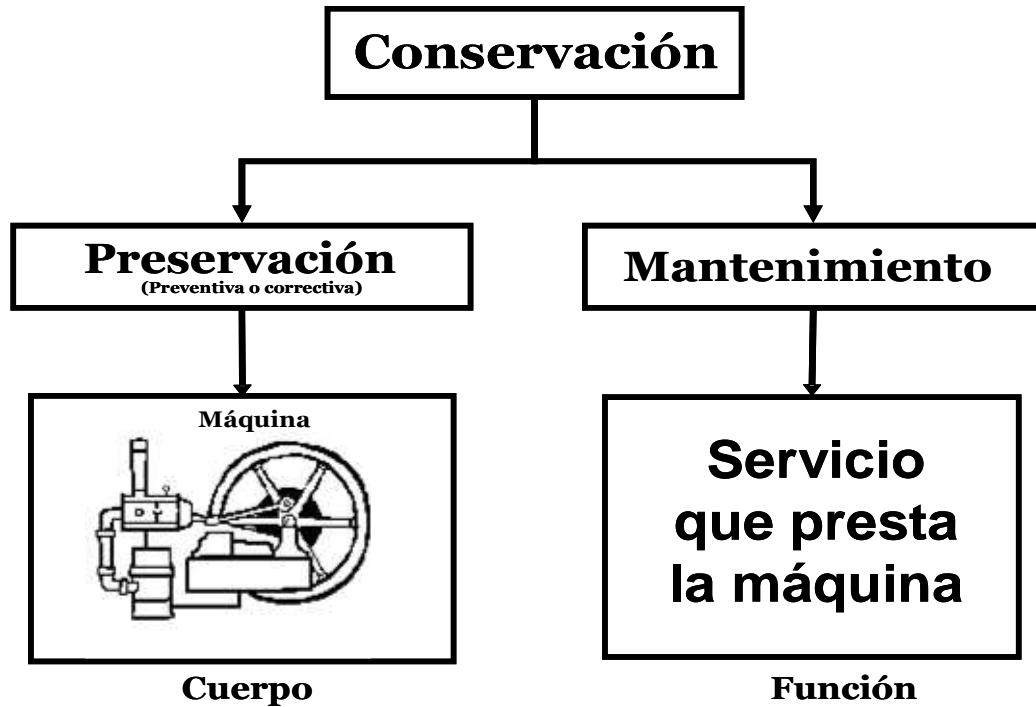 Conservación
Preservación
(Preventiva o correctiva)
Mantenimiento
Máquina
Servicio
que presta
la máquina
Cuerpo
Función